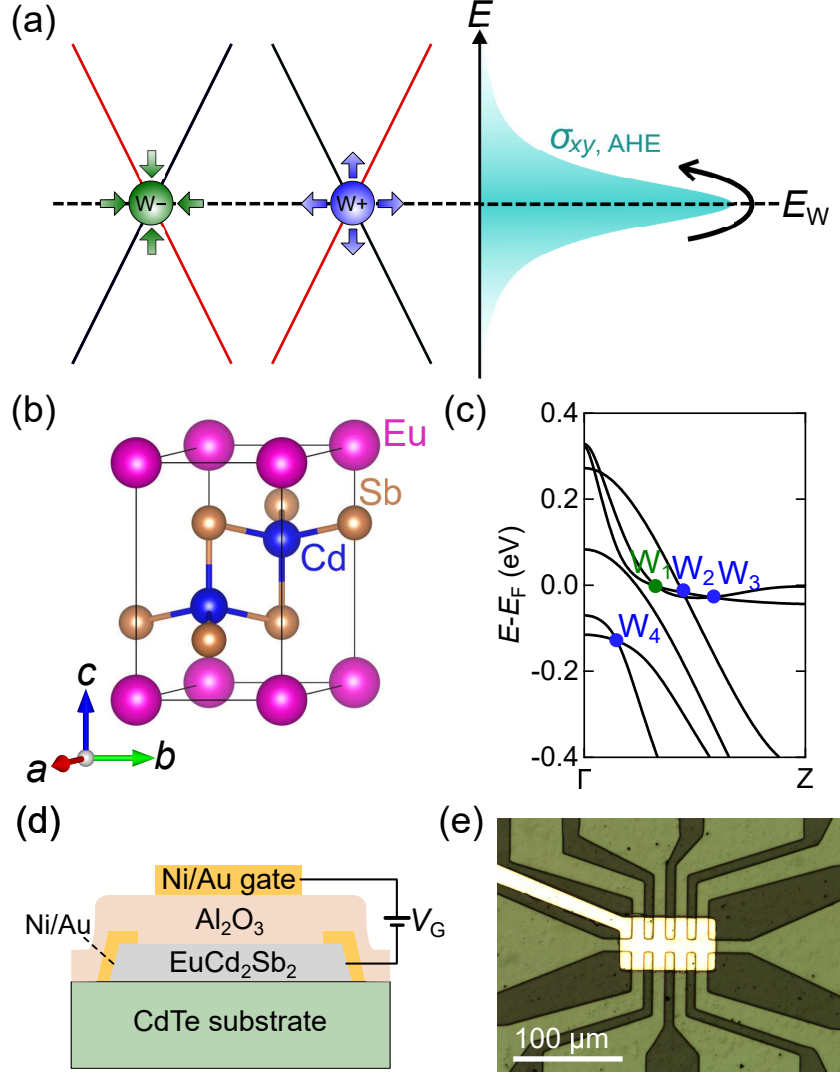 (a)
E
σxy, AHE
W−
W+
EW
(b)
Eu
Sb
Cd
c
a
b
(c)
E-EF (eV)
0.4
0.2
0.0
-0.2
-0.4
W1
W2
W3
W4
Γ
Z
(d)
Ni/Au gate
Ni/Au
Al2O3
VG
EuCd2Sb2
CdTe substrate
(e)
100 μm